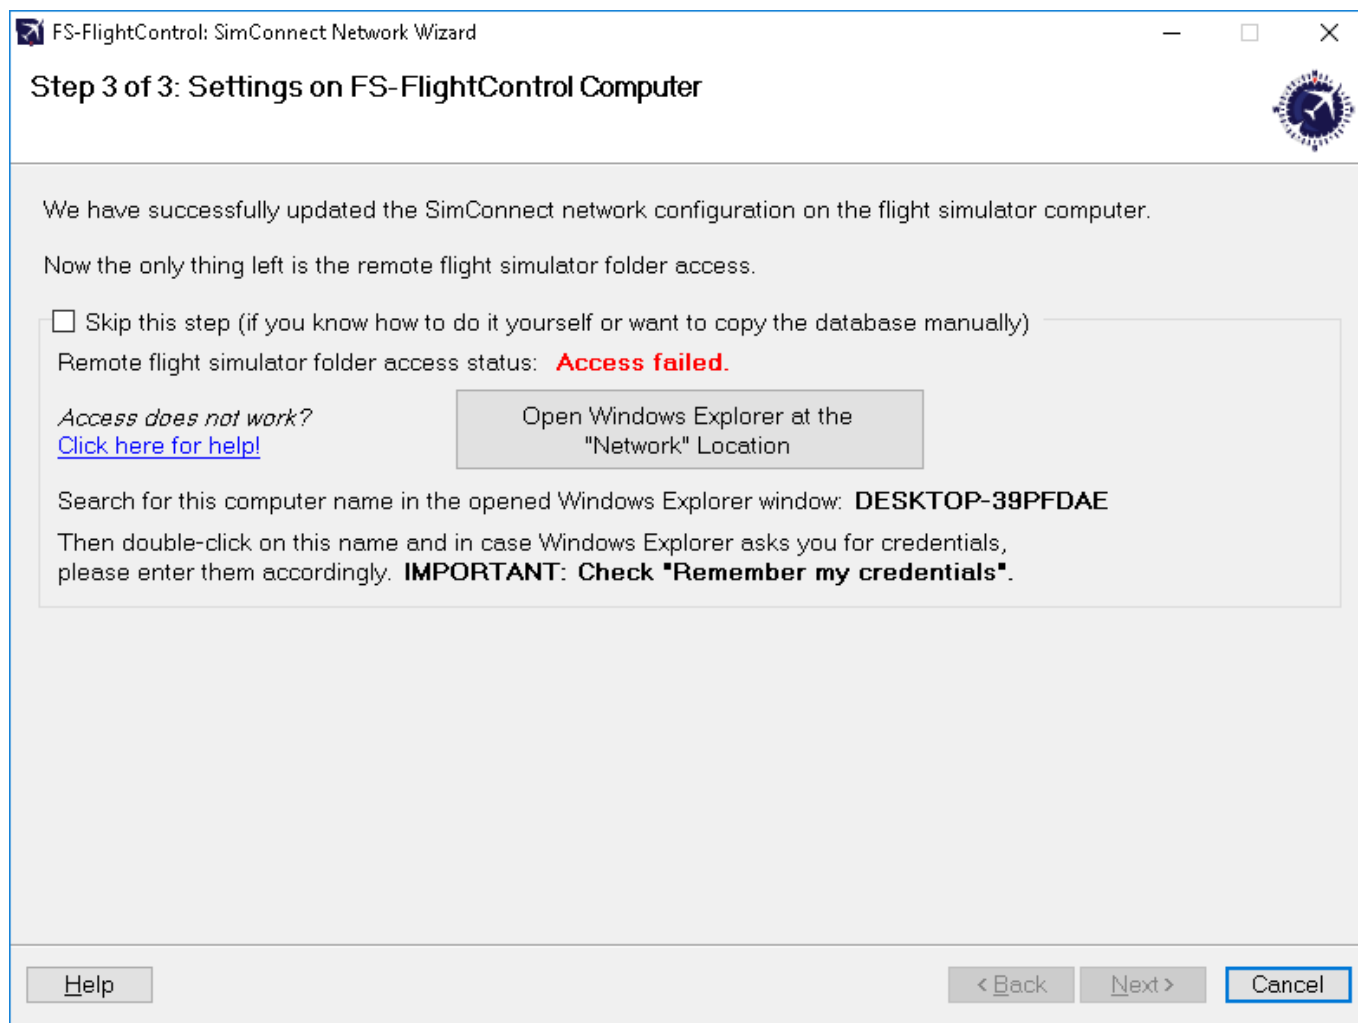 FS-FlightControl: SimConnect Network Wizard
Step 3 of 3: Settings on FS-FlightControl Computer
We have successfully updated the SimConnect network configuration on the flight simulator computer.
Now the only thing left is the remote flight simulator folder access.
Skip this step (if you know how to do it yourself or want to copy the database manually)
Remote flight simulator folder access status: Access failed.
Access does not work?
Click here for help!
Open Windows Explorer at the
"Network" Location
Search for this computer name in the opened Windows Explorer window: DESKTOP-39PFDAE
Then double-click on this name and in case Windows Explorer asks you for credentials,
please enter them accordingly. IMPORTANT: Check "Remember my credentials".
Help
< Back
Next >
Cancel